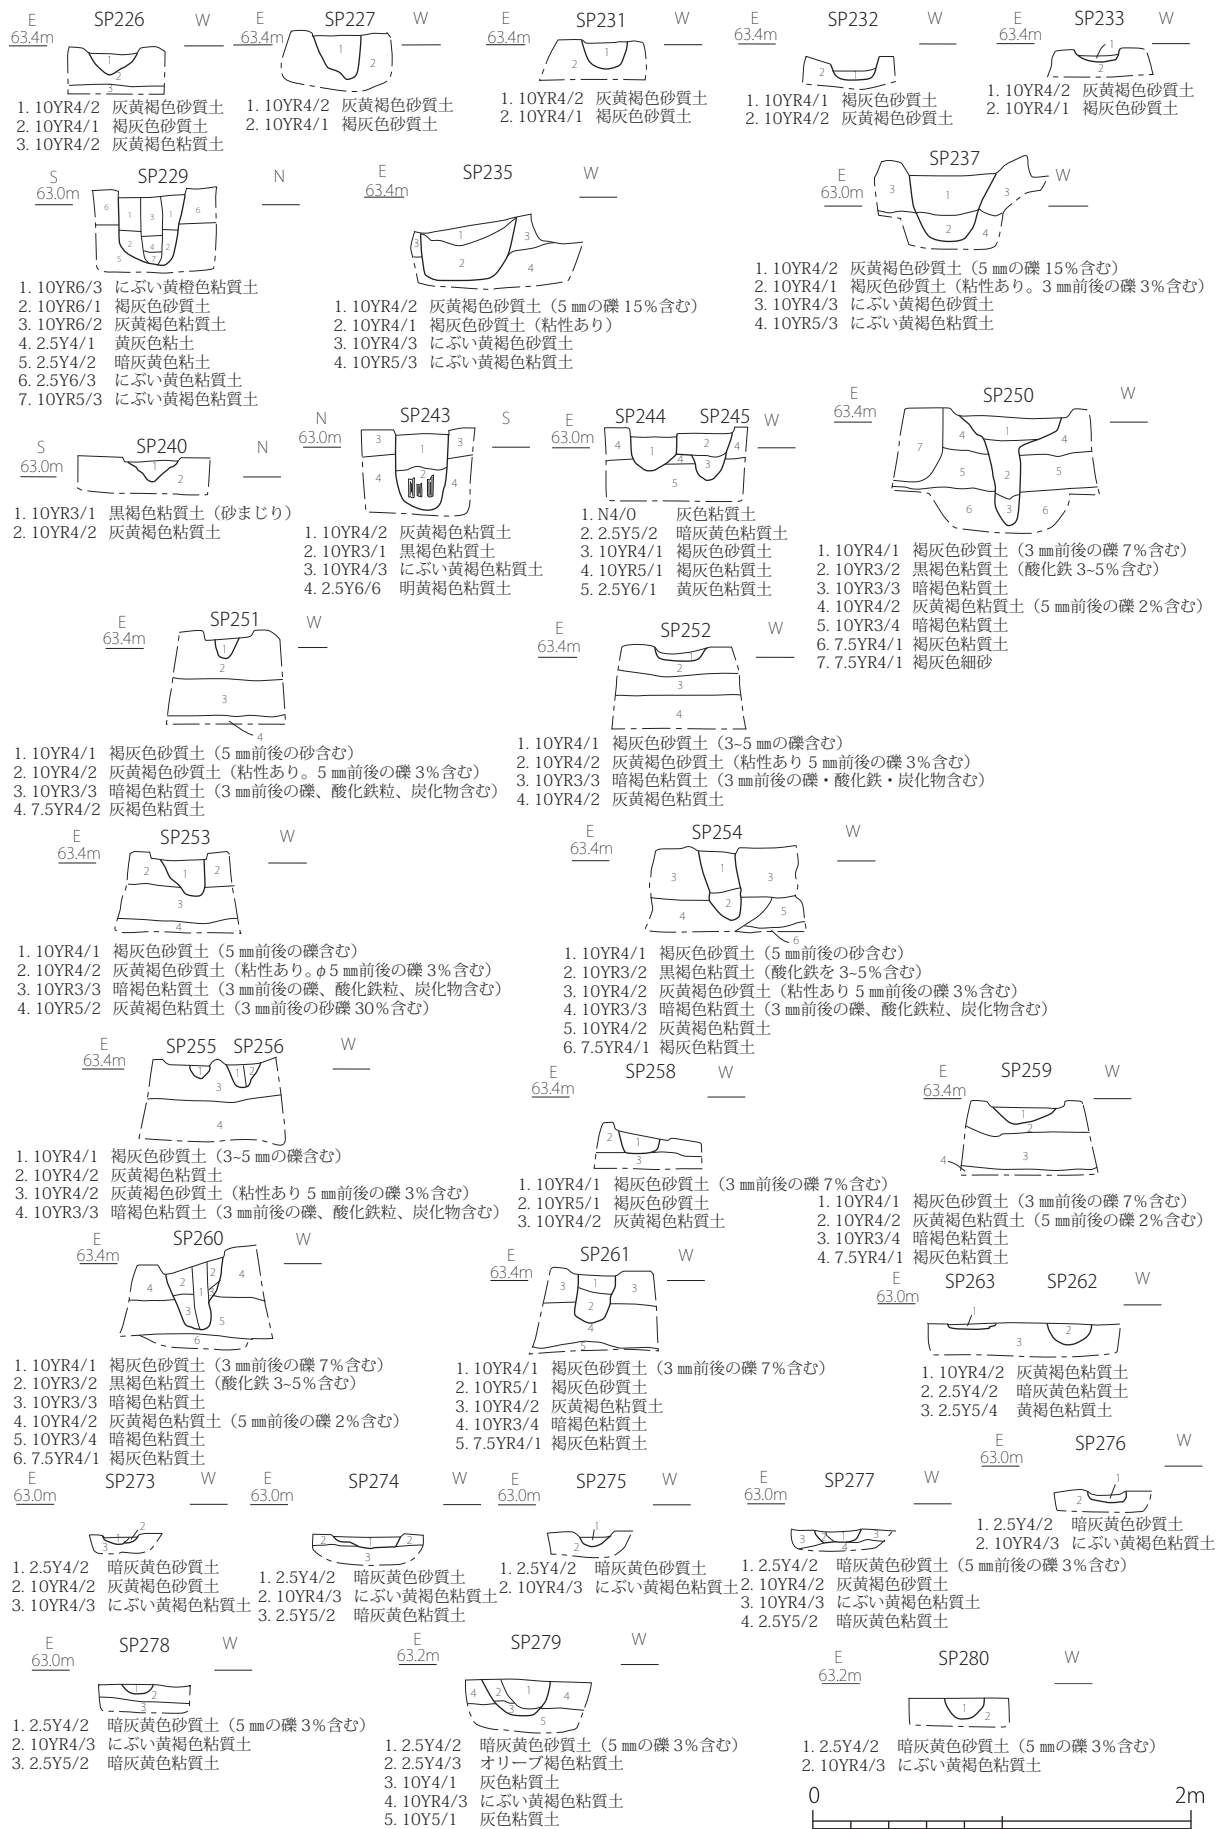 E SP226 W
63.4m
1. 10YR4/2 灰黄褐色砂質土
2. 10YR4/1 褐灰色砂質土
3. 10YR4/2 灰黄褐色粘質土
E SP227 W
63.4m
1. 10YR4/2 灰黄褐色砂質土
2. 10YR4/1 褐灰色砂質土
E SP231 W
63.4m
1. 10YR4/2 灰黄褐色砂質土
2. 10YR4/1 褐灰色砂質土
E SP232 W
63.4m
1. 10YR4/1 褐灰色砂質土
2. 10YR4/2 灰黄褐色砂質土
E SP233 W
63.4m
1. 10YR4/2 灰黄褐色砂質土
2. 10YR4/1 褐灰色砂質土
S SP229 N
63.0m
1. 10YR6/3 にぶい黄橙色粘質土
2. 10YR6/1 褐灰色砂質土
3. 10YR6/2 灰黄褐色粘質土
4. 2.5Y4/1 黄灰色粘土
5. 2.5Y4/2 暗灰黄色粘土
6. 2.5Y6/3 にぶい黄色粘質土
7. 10YR5/3 にぶい黄褐色粘質土
E SP235 W
63.4m
1. 10YR4/2 灰黄褐色砂質土（5 ㎜の礫 15%含む）
2. 10YR4/1 褐灰色砂質土（粘性あり）
3. 10YR4/3 にぶい黄褐色砂質土
4. 10YR5/3 にぶい黄褐色粘質土
E SP237 W
63.0m
1. 10YR4/2 灰黄褐色砂質土（5 ㎜の礫 15%含む）
2. 10YR4/1 褐灰色砂質土（粘性あり。3 ㎜前後の礫 3%含む）
3. 10YR4/3 にぶい黄褐色砂質土
4. 10YR5/3 にぶい黄褐色粘質土
S SP240 N
63.0m
1. 10YR3/1 黒褐色粘質土（砂まじり）
2. 10YR4/2 灰黄褐色粘質土
N SP243 S
63.0m
1. 10YR4/2 灰黄褐色粘質土
2. 10YR3/1 黒褐色粘質土
3. 10YR4/3 にぶい黄褐色粘質土
4. 2.5Y6/6 明黄褐色粘質土
E SP244 SP245 W
63.0m
1. N4/0 灰色粘質土
2. 2.5Y5/2 暗灰黄色粘質土
3. 10YR4/1 褐灰色砂質土
4. 10YR5/1 褐灰色粘質土
5. 2.5Y6/1 黄灰色粘質土
E SP250 W
63.4m
1. 10YR4/1 褐灰色砂質土（3 ㎜前後の礫 7%含む）
2. 10YR3/2 黒褐色粘質土（酸化鉄 3~5%含む）
3. 10YR3/3 暗褐色粘質土
4. 10YR4/2 灰黄褐色粘質土（5 ㎜前後の礫 2%含む）
5. 10YR3/4 暗褐色粘質土
6. 7.5YR4/1 褐灰色粘質土
7. 7.5YR4/1 褐灰色細砂
E SP251 W
63.4m
1. 10YR4/1 褐灰色砂質土（5 ㎜前後の砂含む）
2. 10YR4/2 灰黄褐色砂質土（粘性あり。5 ㎜前後の礫 3%含む）
3. 10YR3/3 暗褐色粘質土（3 ㎜前後の礫、酸化鉄粒、炭化物含む）
4. 7.5YR4/2 灰褐色粘質土
E SP252 W
63.4m
1. 10YR4/1 褐灰色砂質土（3~5 ㎜の礫含む）
2. 10YR4/2 灰黄褐色砂質土（粘性あり 5 ㎜前後の礫 3%含む）
3. 10YR3/3 暗褐色粘質土（3 ㎜前後の礫・酸化鉄・炭化物含む）
4. 10YR4/2 灰黄褐色粘質土
E SP253 W
63.4m
1. 10YR4/1 褐灰色砂質土（5 ㎜前後の礫含む）
2. 10YR4/2 灰黄褐色砂質土（粘性あり。φ5 ㎜前後の礫 3%含む）
3. 10YR3/3 暗褐色粘質土（3 ㎜前後の礫、酸化鉄粒、炭化物含む）
4. 10YR5/2 灰黄褐色粘質土（3 ㎜前後の砂礫 30%含む）
E SP254 W
63.4m
1. 10YR4/1 褐灰色砂質土（5 ㎜前後の砂含む）
2. 10YR3/2 黒褐色粘質土（酸化鉄を 3~5%含む）
3. 10YR4/2 灰黄褐色砂質土（粘性あり 5 ㎜前後の礫 3%含む）
4. 10YR3/3 暗褐色粘質土（3 ㎜前後の礫、酸化鉄粒、炭化物含む）
5. 10YR4/2 灰黄褐色粘質土
6. 7.5YR4/1 褐灰色粘質土
E SP255 SP256 W
63.4m
1. 10YR4/1 褐灰色砂質土（3~5 ㎜の礫含む）
2. 10YR4/2 灰黄褐色粘質土
3. 10YR4/2 灰黄褐色砂質土（粘性あり 5 ㎜前後の礫 3%含む）
4. 10YR3/3 暗褐色粘質土（3 ㎜前後の礫、酸化鉄粒、炭化物含む）
E SP258 W
63.4m
1. 10YR4/1 褐灰色砂質土（3 ㎜前後の礫 7%含む）
2. 10YR5/1 褐灰色砂質土
3. 10YR4/2 灰黄褐色粘質土
E SP259 W
63.4m
1. 10YR4/1 褐灰色砂質土（3 ㎜前後の礫 7%含む）
2. 10YR4/2 灰黄褐色粘質土（5 ㎜前後の礫 2%含む）
3. 10YR3/4 暗褐色粘質土
4. 7.5YR4/1 褐灰色粘質土
E SP260 W
63.4m
1. 10YR4/1 褐灰色砂質土（3 ㎜前後の礫 7%含む）
2. 10YR3/2 黒褐色粘質土（酸化鉄 3~5%含む）
3. 10YR3/3 暗褐色粘質土
4. 10YR4/2 灰黄褐色粘質土（5 ㎜前後の礫 2%含む）
5. 10YR3/4 暗褐色粘質土
6. 7.5YR4/1 褐灰色粘質土
E SP261 W
63.4m
1. 10YR4/1 褐灰色砂質土（3 ㎜前後の礫 7%含む）
2. 10YR5/1 褐灰色砂質土
3. 10YR4/2 灰黄褐色粘質土
4. 10YR3/4 暗褐色粘質土
5. 7.5YR4/1 褐灰色粘質土
E SP263 SP262 W
63.0m
1. 10YR4/2 灰黄褐色粘質土
2. 2.5Y4/2 暗灰黄色粘質土
3. 2.5Y5/4 黄褐色粘質土
E SP273 W
63.0m
1. 2.5Y4/2 暗灰黄色砂質土
2. 10YR4/2 灰黄褐色砂質土
3. 10YR4/3 にぶい黄褐色粘質土
E SP274 W
63.0m
1. 2.5Y4/2 暗灰黄色砂質土
2. 10YR4/3 にぶい黄褐色粘質土
3. 2.5Y5/2 暗灰黄色粘質土
E SP275 W
63.0m
1. 2.5Y4/2 暗灰黄色砂質土
2. 10YR4/3 にぶい黄褐色粘質土
E SP277 W
63.0m
1. 2.5Y4/2 暗灰黄色砂質土（5 ㎜前後の礫 3%含む）
2. 10YR4/2 灰黄褐色砂質土
3. 10YR4/3 にぶい黄褐色粘質土
4. 2.5Y5/2 暗灰黄色粘質土
E SP276 W
63.0m
1. 2.5Y4/2 暗灰黄色砂質土
2. 10YR4/3 にぶい黄褐色粘質土
E SP278 W
63.0m
1. 2.5Y4/2 暗灰黄色砂質土（5 ㎜の礫 3%含む）
2. 10YR4/3 にぶい黄褐色粘質土
3. 2.5Y5/2 暗灰黄色粘質土
E SP279 W
63.2m
1. 2.5Y4/2 暗灰黄色砂質土（5 ㎜の礫 3%含む）
2. 2.5Y4/3 オリーブ褐色粘質土
3. 10Y4/1 灰色粘質土
4. 10YR4/3 にぶい黄褐色粘質土
5. 10Y5/1 灰色粘質土
E SP280 W
63.2m
1. 2.5Y4/2 暗灰黄色砂質土（5 ㎜の礫 3%含む）
2. 10YR4/3 にぶい黄褐色粘質土
0 2m